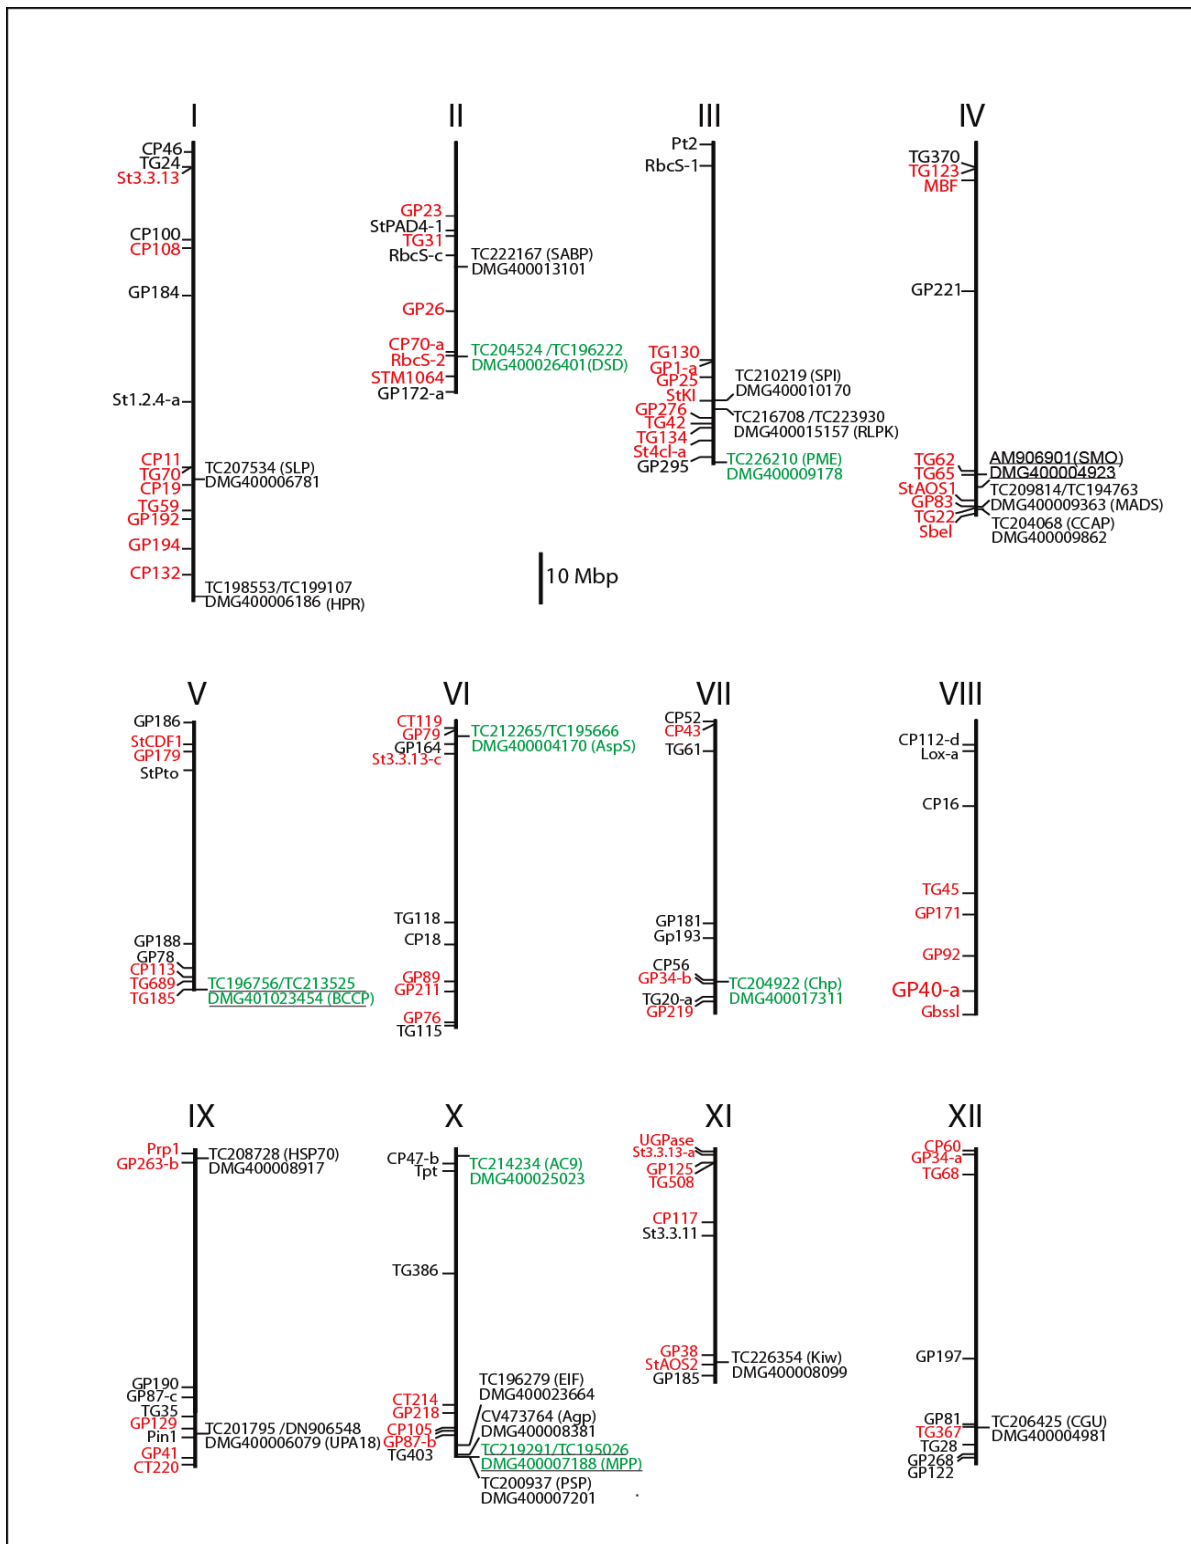 I
CP46
TG24
St3.3.13
CP100
CP108
GP184
St1.2.4-a
CP11
TG70
CP19
TG59
GP192
GP194
CP132
TC207534 (SLP)
DMG400006781
TC198553/TC199107
DMG400006186 (HPR)
II
GP23
StPAD4-1
TG31
RbcS-c
GP26
CP70-a
RbcS-2
STM1064
GP172-a
TC222167 (SABP)
DMG400013101
TC204524 /TC196222
DMG400026401(DSD)
III
Pt2
RbcS-1
TG130
GP1-a
GP25
StKI
GP276
TG42
TG134
St4cl-a
GP295
TC210219 (SPI)
DMG400010170
TC216708 /TC223930
DMG400015157 (RLPK)
TC226210 (PME)
DMG400009178
IV
TG370
TG123
MBF
GP221
TG62
TG65
StAOS1
GP83
TG22
SbeI
AM906901(SMO)
DMG400004923
TC209814/TC194763
DMG400009363 (MADS)
TC204068 (CCAP)
DMG400009862
10 Mbp
V
GP186
StCDF1
GP179
StPto
GP188
GP78
CP113
TG689
TG185
TC196756/TC213525
DMG401023454 (BCCP)
VI
CT119
GP79
GP164
St3.3.13-c
TG118
CP18
GP89
GP211
GP76
TG115
TC212265/TC195666
DMG400004170 (AspS)
VII
CP52
CP43
TG61
GP181
Gp193
CP56
GP34-b
TG20-a
GP219
TC204922 (Chp)
DMG400017311
VIII
CP112-d
Lox-a
CP16
TG45
GP171
GP92
GP40-a
GbssI
IX
Prp1
GP263-b
GP190
GP87-c
TG35
GP129
Pin1
GP41
CT220
TC208728 (HSP70)
DMG400008917
TC201795 /DN906548
DMG400006079 (UPA18)
X
CP47-b
Tpt
TG386
CT214
GP218
CP105
GP87-b
TG403
TC214234 (AC9)
DMG400025023
TC196279 (EIF)
DMG400023664
CV473764 (Agp)
DMG400008381
TC219291/TC195026
DMG400007188 (MPP)
TC200937 (PSP)
DMG400007201
XI
UGPase
St3.3.13-a
GP125
TG508
CP117
St3.3.11
GP38
StAOS2
GP185
TC226354 (Kiw)
DMG400008099
XII
CP60
GP34-a
TG68
GP197
GP81
TG367
TG28
GP268
GP122
TC206425 (CGU)
DMG400004981